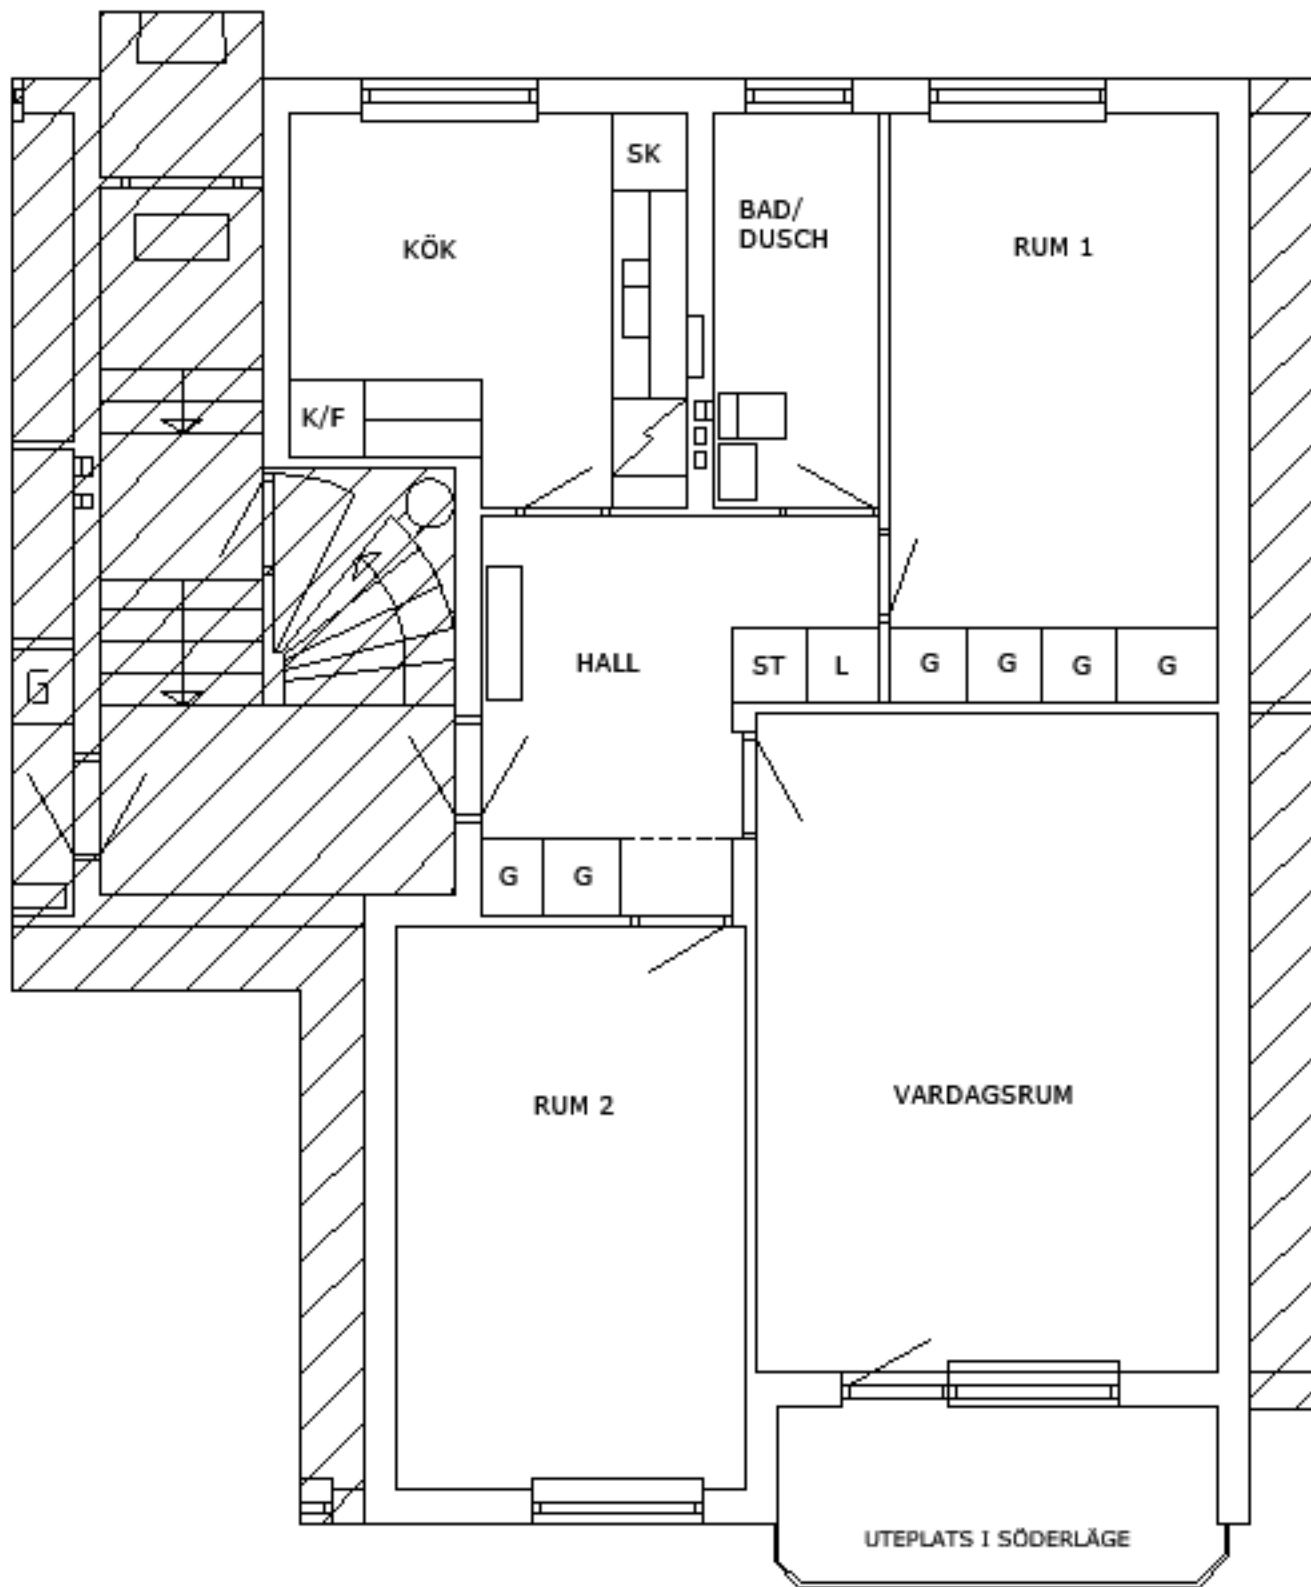 SK
BAD/
DUSCH
KÖK
RUM 1
K/F
HALL
ST
L
G
G
G
G
G
G
RUM 2
VARDAGSRUM
UTEPLATS I SÖDERLÄGE